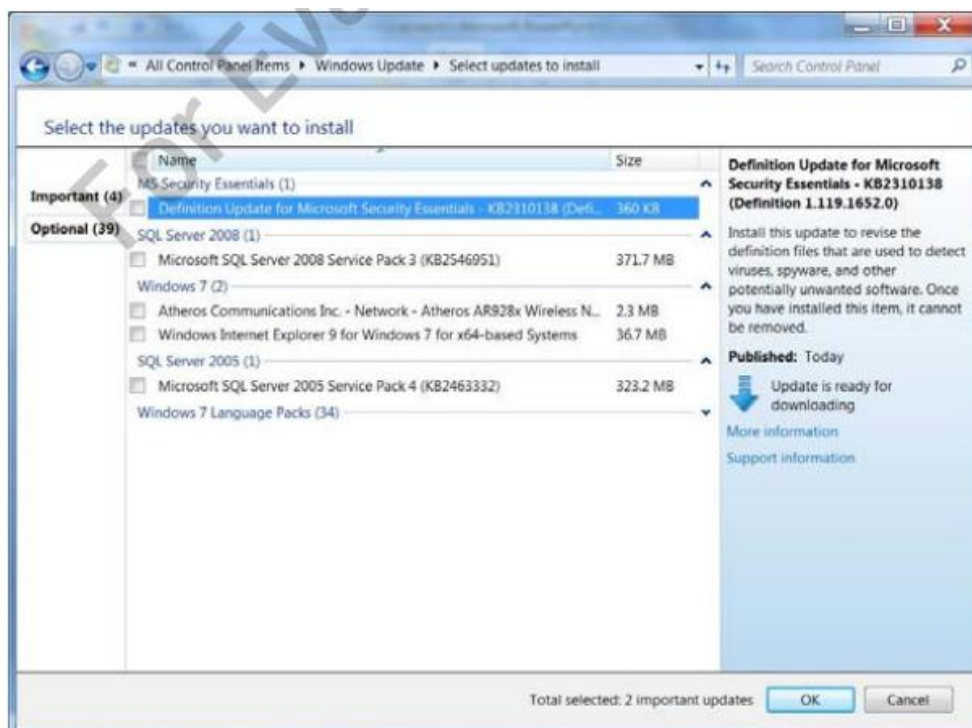 For Eva
All Control Panel Items ▸ Windows Update ▸ Select updates to install
Search Control Panel
Select the updates you want to install
Name Size
Important (4)
Optional (39)
MS Security Essentials (1)
Definition Update for Microsoft Security Essentials - KB2310138 (Defi... 360 KB
SQL Server 2008 (1)
Microsoft SQL Server 2008 Service Pack 3 (KB2546951) 371.7 MB
Windows 7 (2)
Atheros Communications Inc. - Network - Atheros AR928x Wireless N... 2.3 MB
Windows Internet Explorer 9 for Windows 7 for x64-based Systems 36.7 MB
SQL Server 2005 (1)
Microsoft SQL Server 2005 Service Pack 4 (KB2463332) 323.2 MB
Windows 7 Language Packs (34)
Definition Update for Microsoft
Security Essentials - KB2310138
(Definition 1.119.1652.0)
Install this update to revise the
definition files that are used to detect
viruses, spyware, and other
potentially unwanted software. Once
you have installed this item, it cannot
be removed.
Published: Today
Update is ready for
downloading
More information
Support information
Total selected: 2 important updates
OK
Cancel